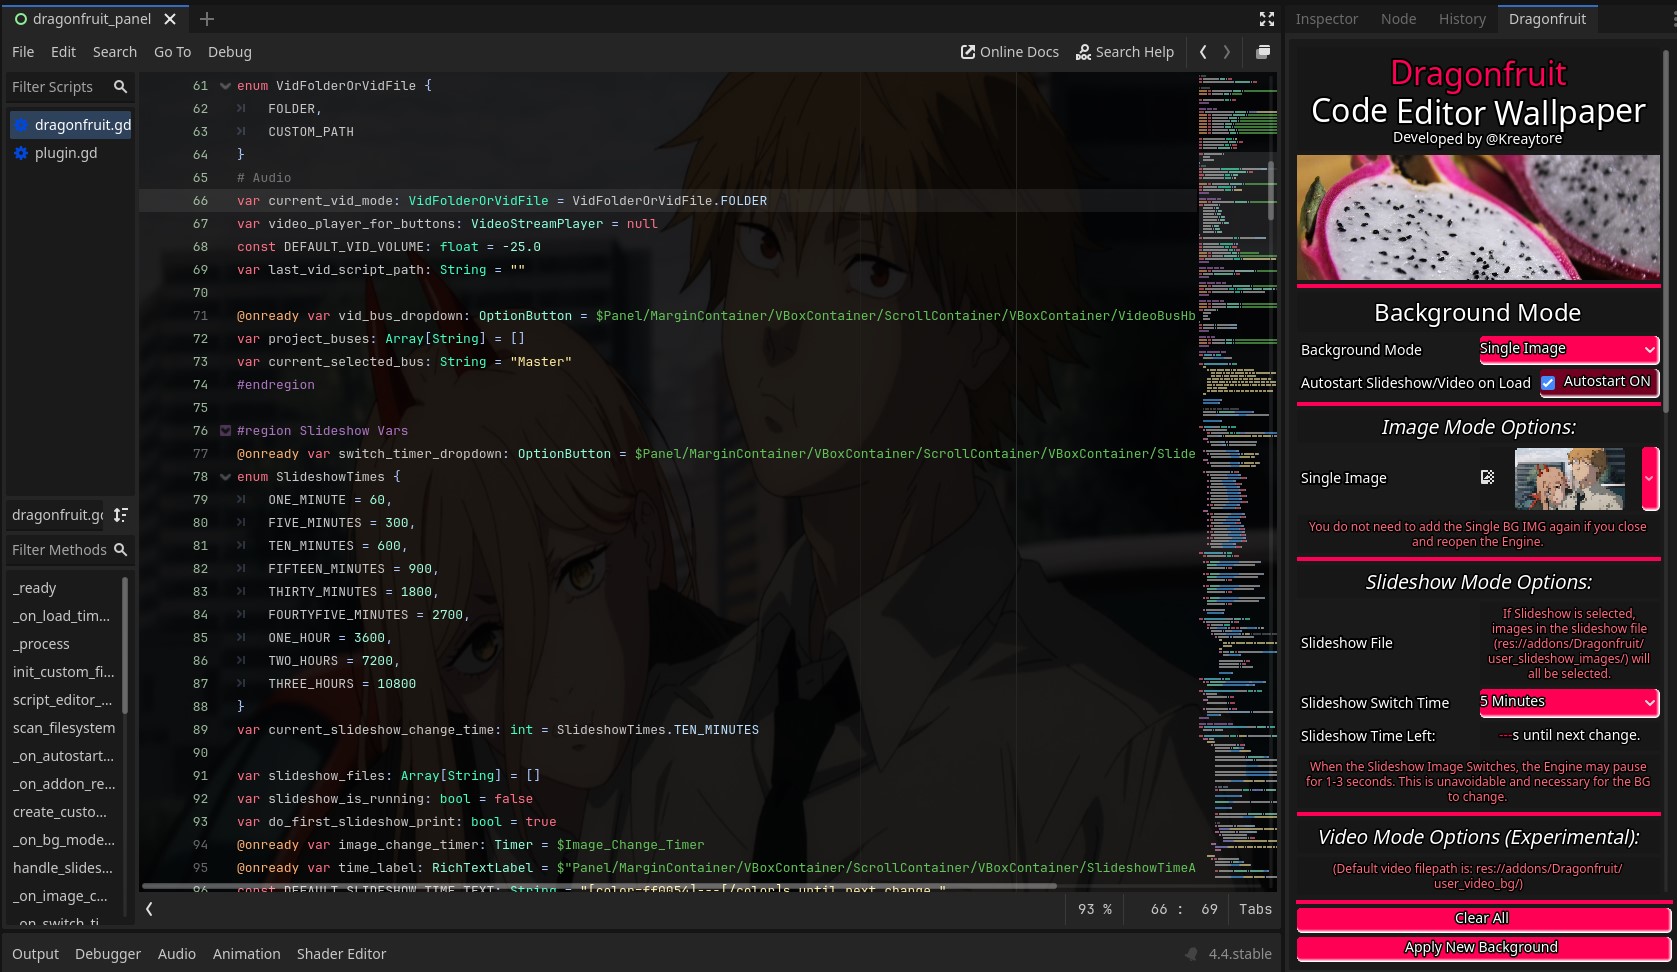 dragonfruit_panel
Inspector
Node
History
Dragonfruit
File
Edit
Search
Go To
Debug
Online Docs
Search Help
Filter Scripts
dragonfruit.gd
plugin.gd
Filter Methods
_ready
_on_load_tim...
_process
init_custom_fi...
script_editor_...
scan_filesystem
_on_autostart...
_on_addon_re...
create_custo...
_on_bg_mode...
handle_slides...
_on_image_c...
61 enum VidFolderOrVidFile {
62 FOLDER,
63 CUSTOM_PATH
64 }
65 # Audio
66 var current_vid_mode: VidFolderOrVidFile = VidFolderOrVidFile.FOLDER
67 var video_player_for_buttons: VideoStreamPlayer = null
68 const DEFAULT_VID_VOLUME: float = -25.0
69 var last_vid_script_path: String = ""
70
71 @onready var vid_bus_dropdown: OptionButton = $Panel/MarginContainer/VBoxContainer/ScrollContainer/VBoxContainer/VideoBusHb
72 var project_buses: Array[String] = []
73 var current_selected_bus: String = "Master"
74 #endregion
75
76 #region Slideshow Vars
77 @onready var switch_timer_dropdown: OptionButton = $Panel/MarginContainer/VBoxContainer/ScrollContainer/VBoxContainer/Slide
78 enum SlideshowTimes {
79 ONE_MINUTE = 60,
80 FIVE_MINUTES = 300,
81 TEN_MINUTES = 600,
82 FIFTEEN_MINUTES = 900,
83 THIRTY_MINUTES = 1800,
84 FOURTYFIVE_MINUTES = 2700,
85 ONE_HOUR = 3600,
86 TWO_HOURS = 7200,
87 THREE_HOURS = 10800
88 }
89 var current_slideshow_change_time: int = SlideshowTimes.TEN_MINUTES
90
91 var slideshow_files: Array[String] = []
92 var slideshow_is_running: bool = false
93 var do_first_slideshow_print: bool = true
94 @onready var image_change_timer: Timer = $Image_Change_Timer
95 @onready var time_label: RichTextLabel = $"Panel/MarginContainer/VBoxContainer/ScrollContainer/VBoxContainer/SlideshowTimeA
96 const DEFAULT_SLIDESHOW_TIME_TEXT: String = "[color=ff0054]---[/color]s until next change."
93 %
66 : 69
Tabs
Output
Debugger
Audio
Animation
Shader Editor
4.4.stable
Dragonfruit
Code Editor Wallpaper
Developed by @Kreaytore
Background Mode
Background Mode
Single Image
Autostart Slideshow/Video on Load
Autostart ON
Image Mode Options:
Single Image
You do not need to add the Single BG IMG again if you close
and reopen the Engine.
Slideshow Mode Options:
Slideshow File
If Slideshow is selected,
images in the slideshow file
(res://addons/Dragonfruit/
user_slideshow_images/) will
all be selected.
Slideshow Switch Time
5 Minutes
Slideshow Time Left:
---s until next change.
When the Slideshow Image Switches, the Engine may pause
for 1-3 seconds. This is unavoidable and necessary for the BG
to change.
Video Mode Options (Experimental):
(Default video filepath is: res://addons/Dragonfruit/
user_video_bg/)
Clear All
Apply New Background